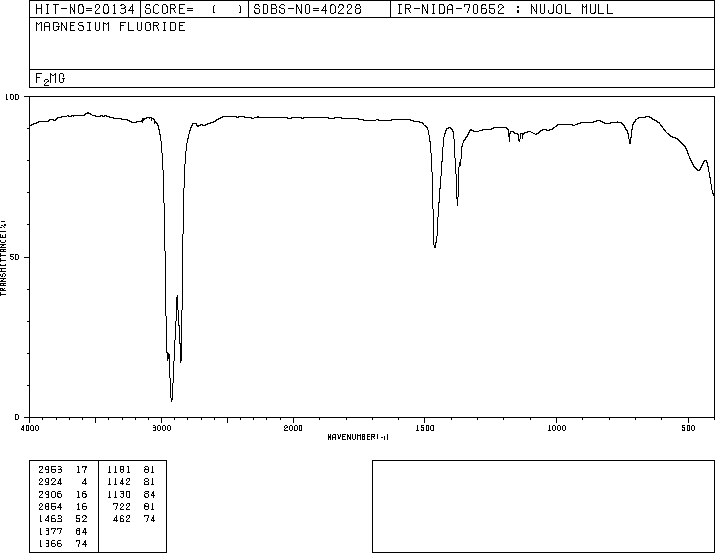 HIT-NO=20134 SCORE= ( ) SDBS-NO=40228 IR-NIDA-70652 : NUJOL MULL
MAGNESIUM FLUORIDE
F2MG
100
50
0
TRANSMITTANCE(%)
4000 3000 2000 1500 1000 500
WAVENUMBER(-1)
2953 17 1181 81
2924 4 1142 81
2906 16 1130 84
2854 16 722 81
1463 52 462 74
1377 64
1366 74